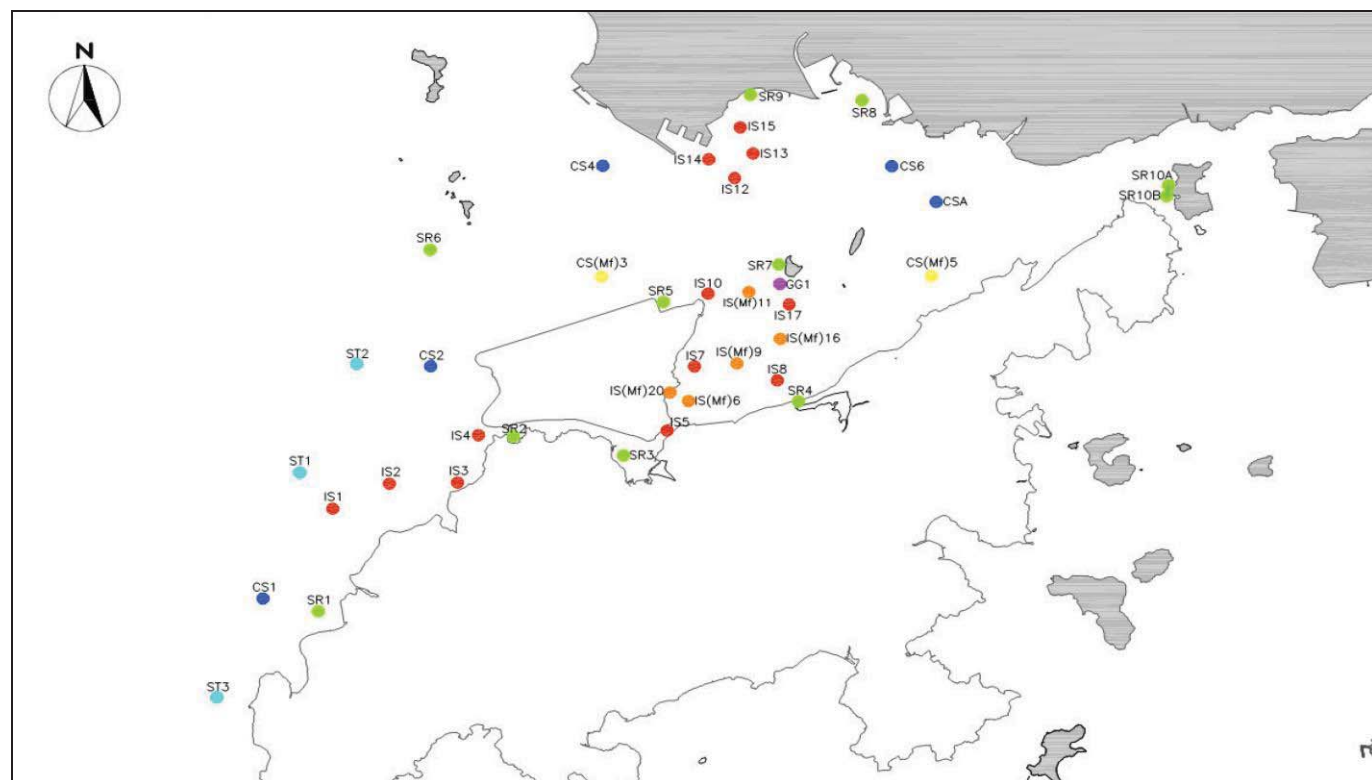 N
SR9
SR8
IS15
IS13
IS14
CS4
CS6
IS12
SR10A
SR10B
CSA
SR6
CS(Mf)3
SR7
CS(Mf)5
GG1
SR5
IS10
IS(Mf)11
IS17
IS(Mf)16
ST2
CS2
IS7
IS(Mf)9
IS8
IS(Mf)20
IS(Mf)6
SR4
IS4
SR2
IS5
SR3
ST1
IS2
IS3
IS1
CS1
SR1
ST3